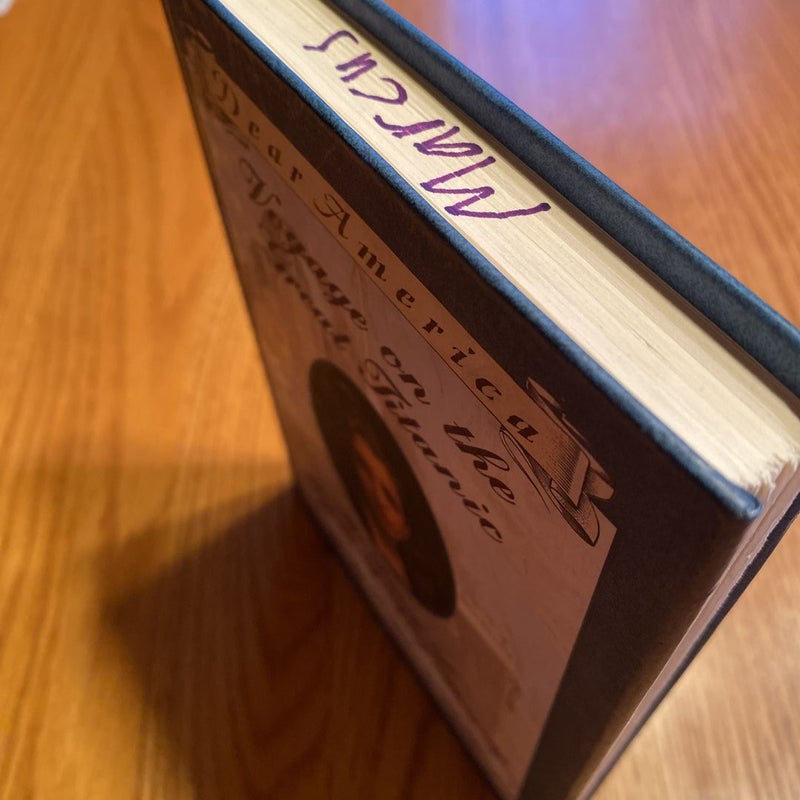 Marcus
Dear America
Voyage on the
Great Titanic